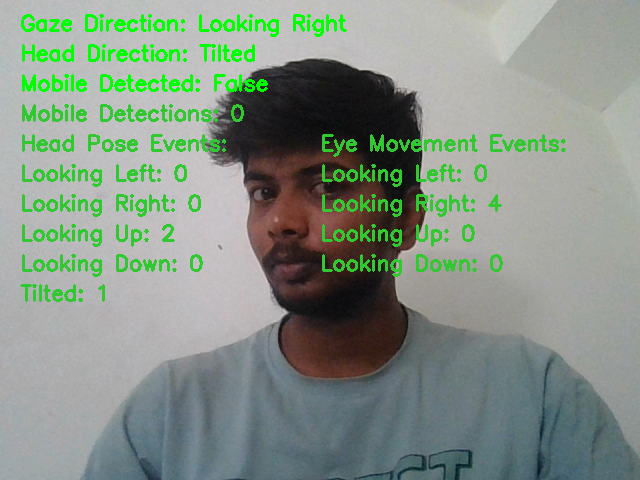 Gaze Direction: Looking Right
Head Direction: Tilted
Mobile Detected: False
Mobile Detections: 0
Head Pose Events:
Looking Left: 0
Looking Right: 0
Looking Up: 2
Looking Down: 0
Tilted: 1
Eye Movement Events:
Looking Left: 0
Looking Right: 4
Looking Up: 0
Looking Down: 0